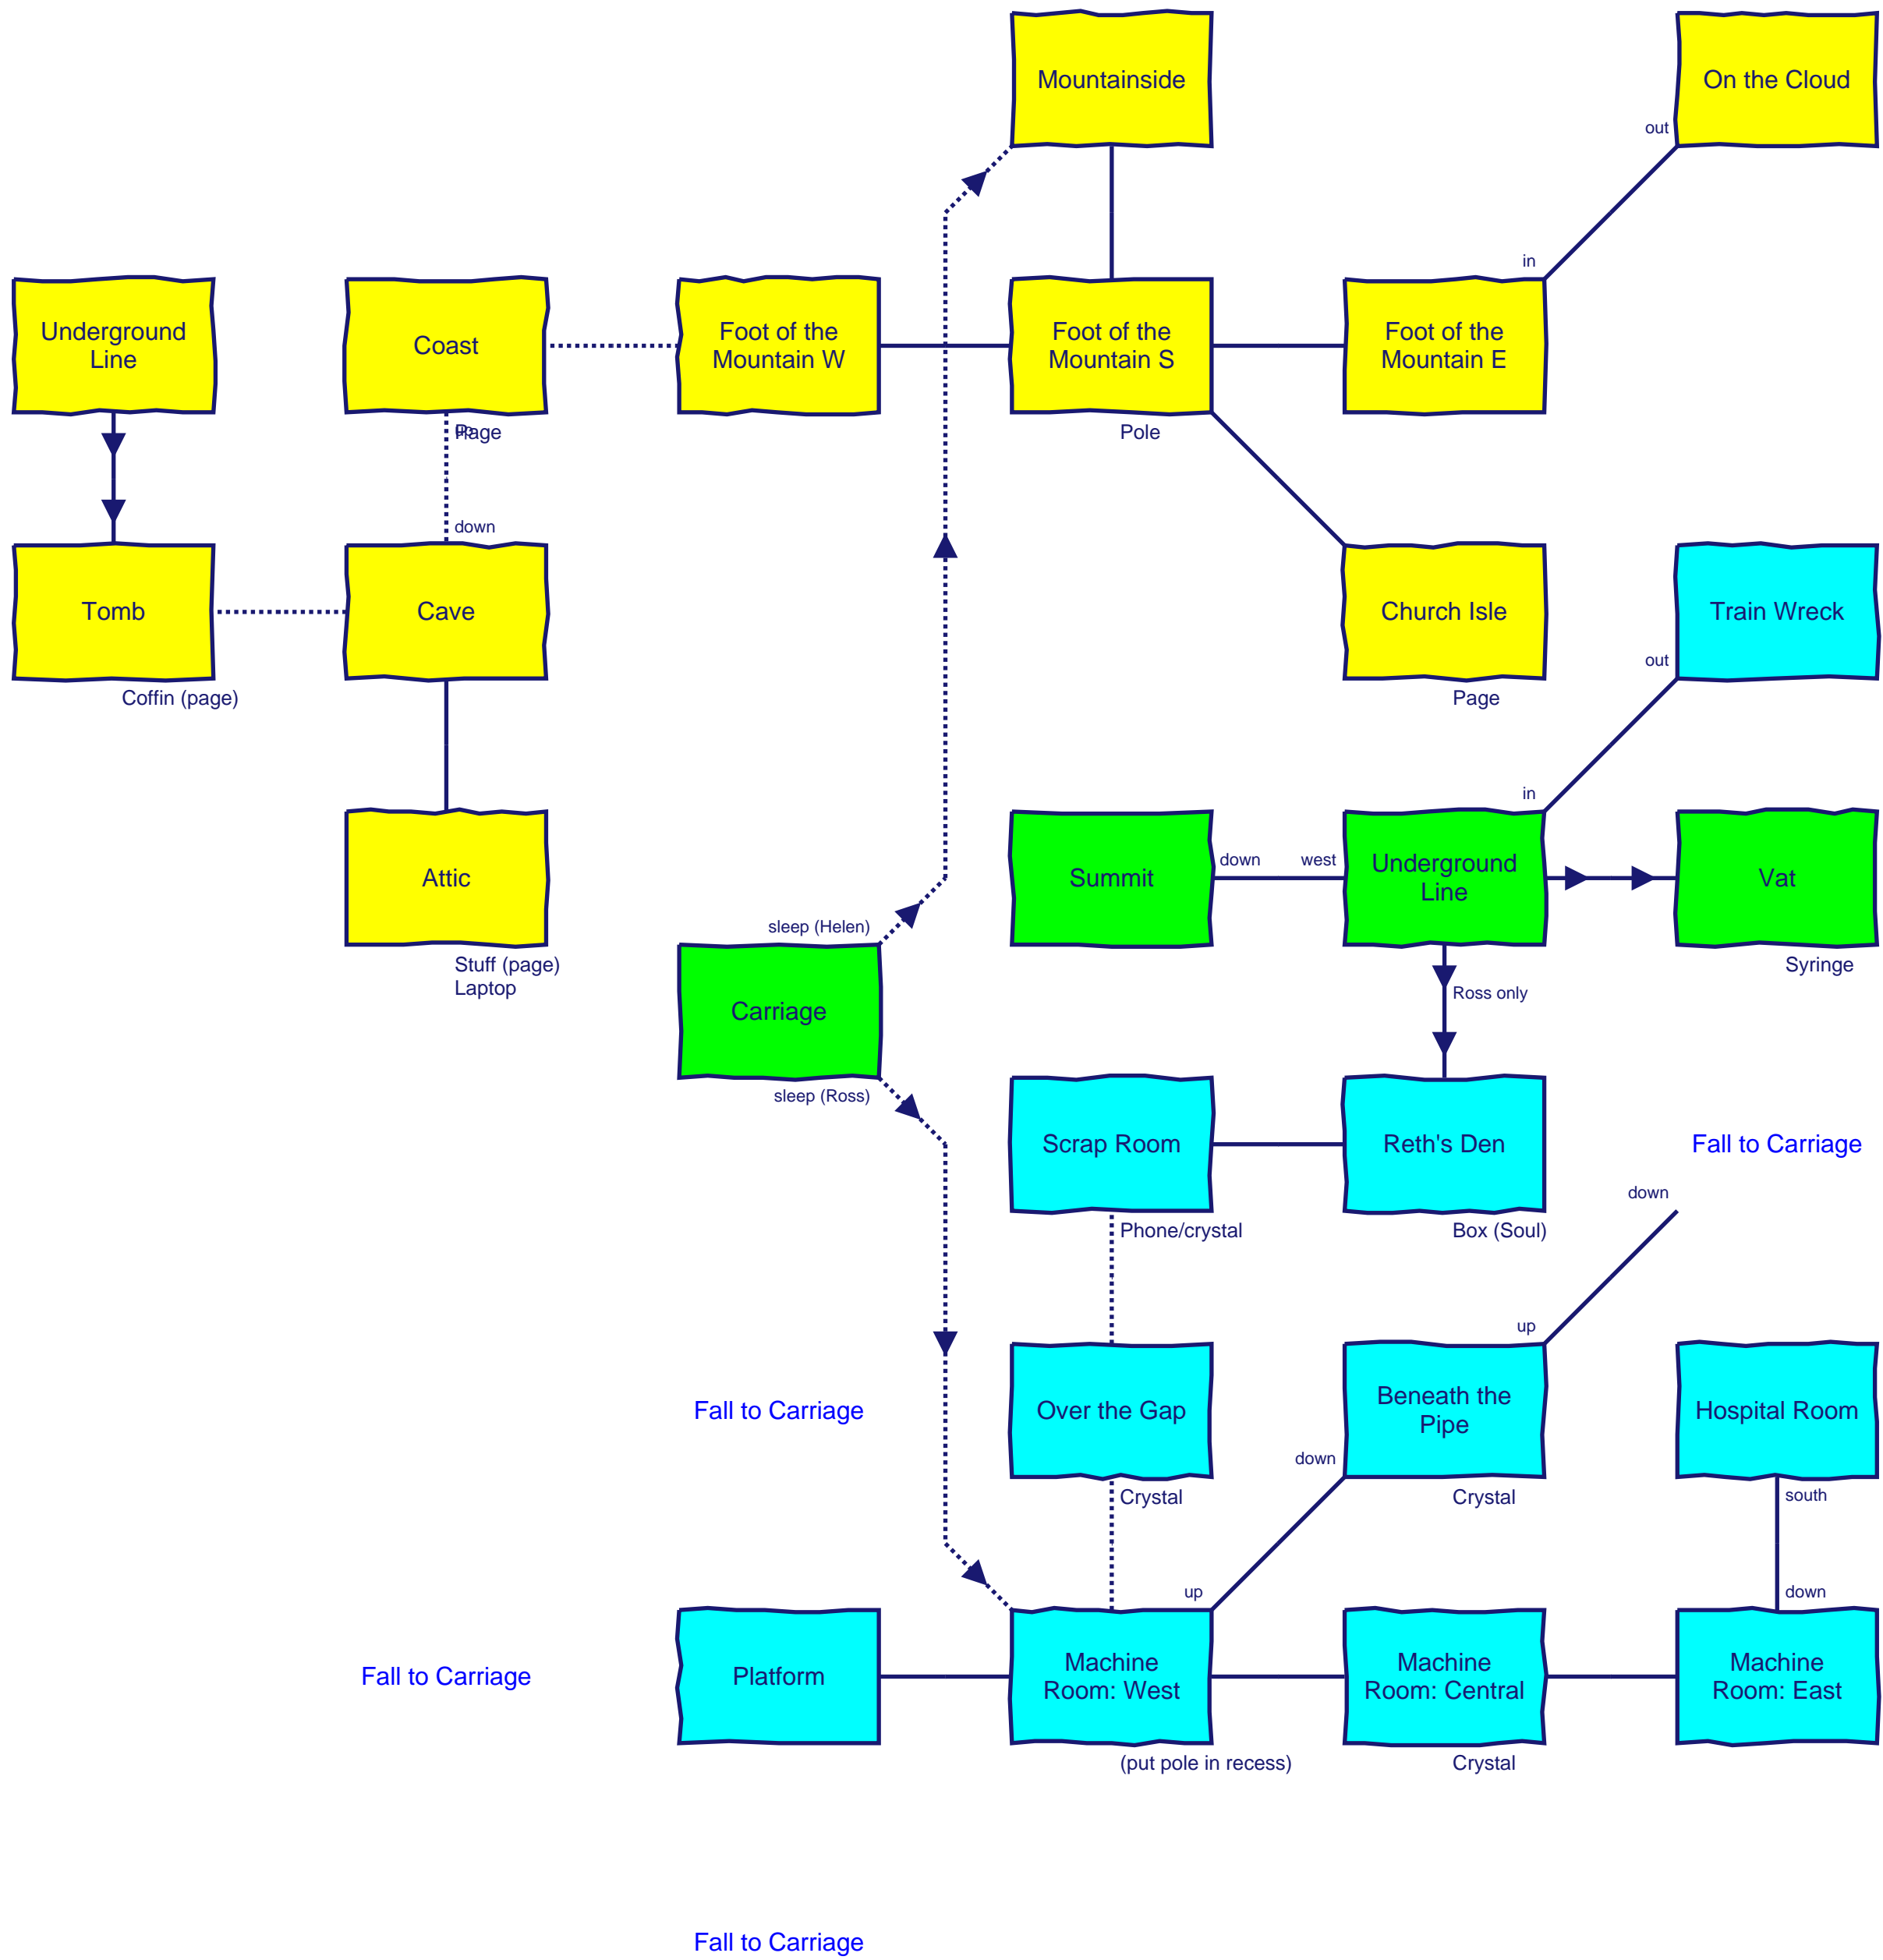 Mountainside
On the Cloud
out
in
Underground
Line
Coast
Foot of the
Mountain W
Foot of the
Mountain S
Foot of the
Mountain E
up
Page
Pole
down
Tomb
Cave
Church Isle
Train Wreck
out
Coffin (page)
Page
in
Attic
Summit
down
west
Underground
Line
Vat
sleep (Helen)
Stuff (page)
Laptop
Syringe
Carriage
Ross only
sleep (Ross)
Scrap Room
Reth's Den
Fall to Carriage
down
Phone/crystal
Box (Soul)
up
Fall to Carriage
Over the Gap
Beneath the
Pipe
Hospital Room
down
Crystal
Crystal
south
up
down
Fall to Carriage
Platform
Machine
Room: West
Machine
Room: Central
Machine
Room: East
(put pole in recess)
Crystal
Fall to Carriage